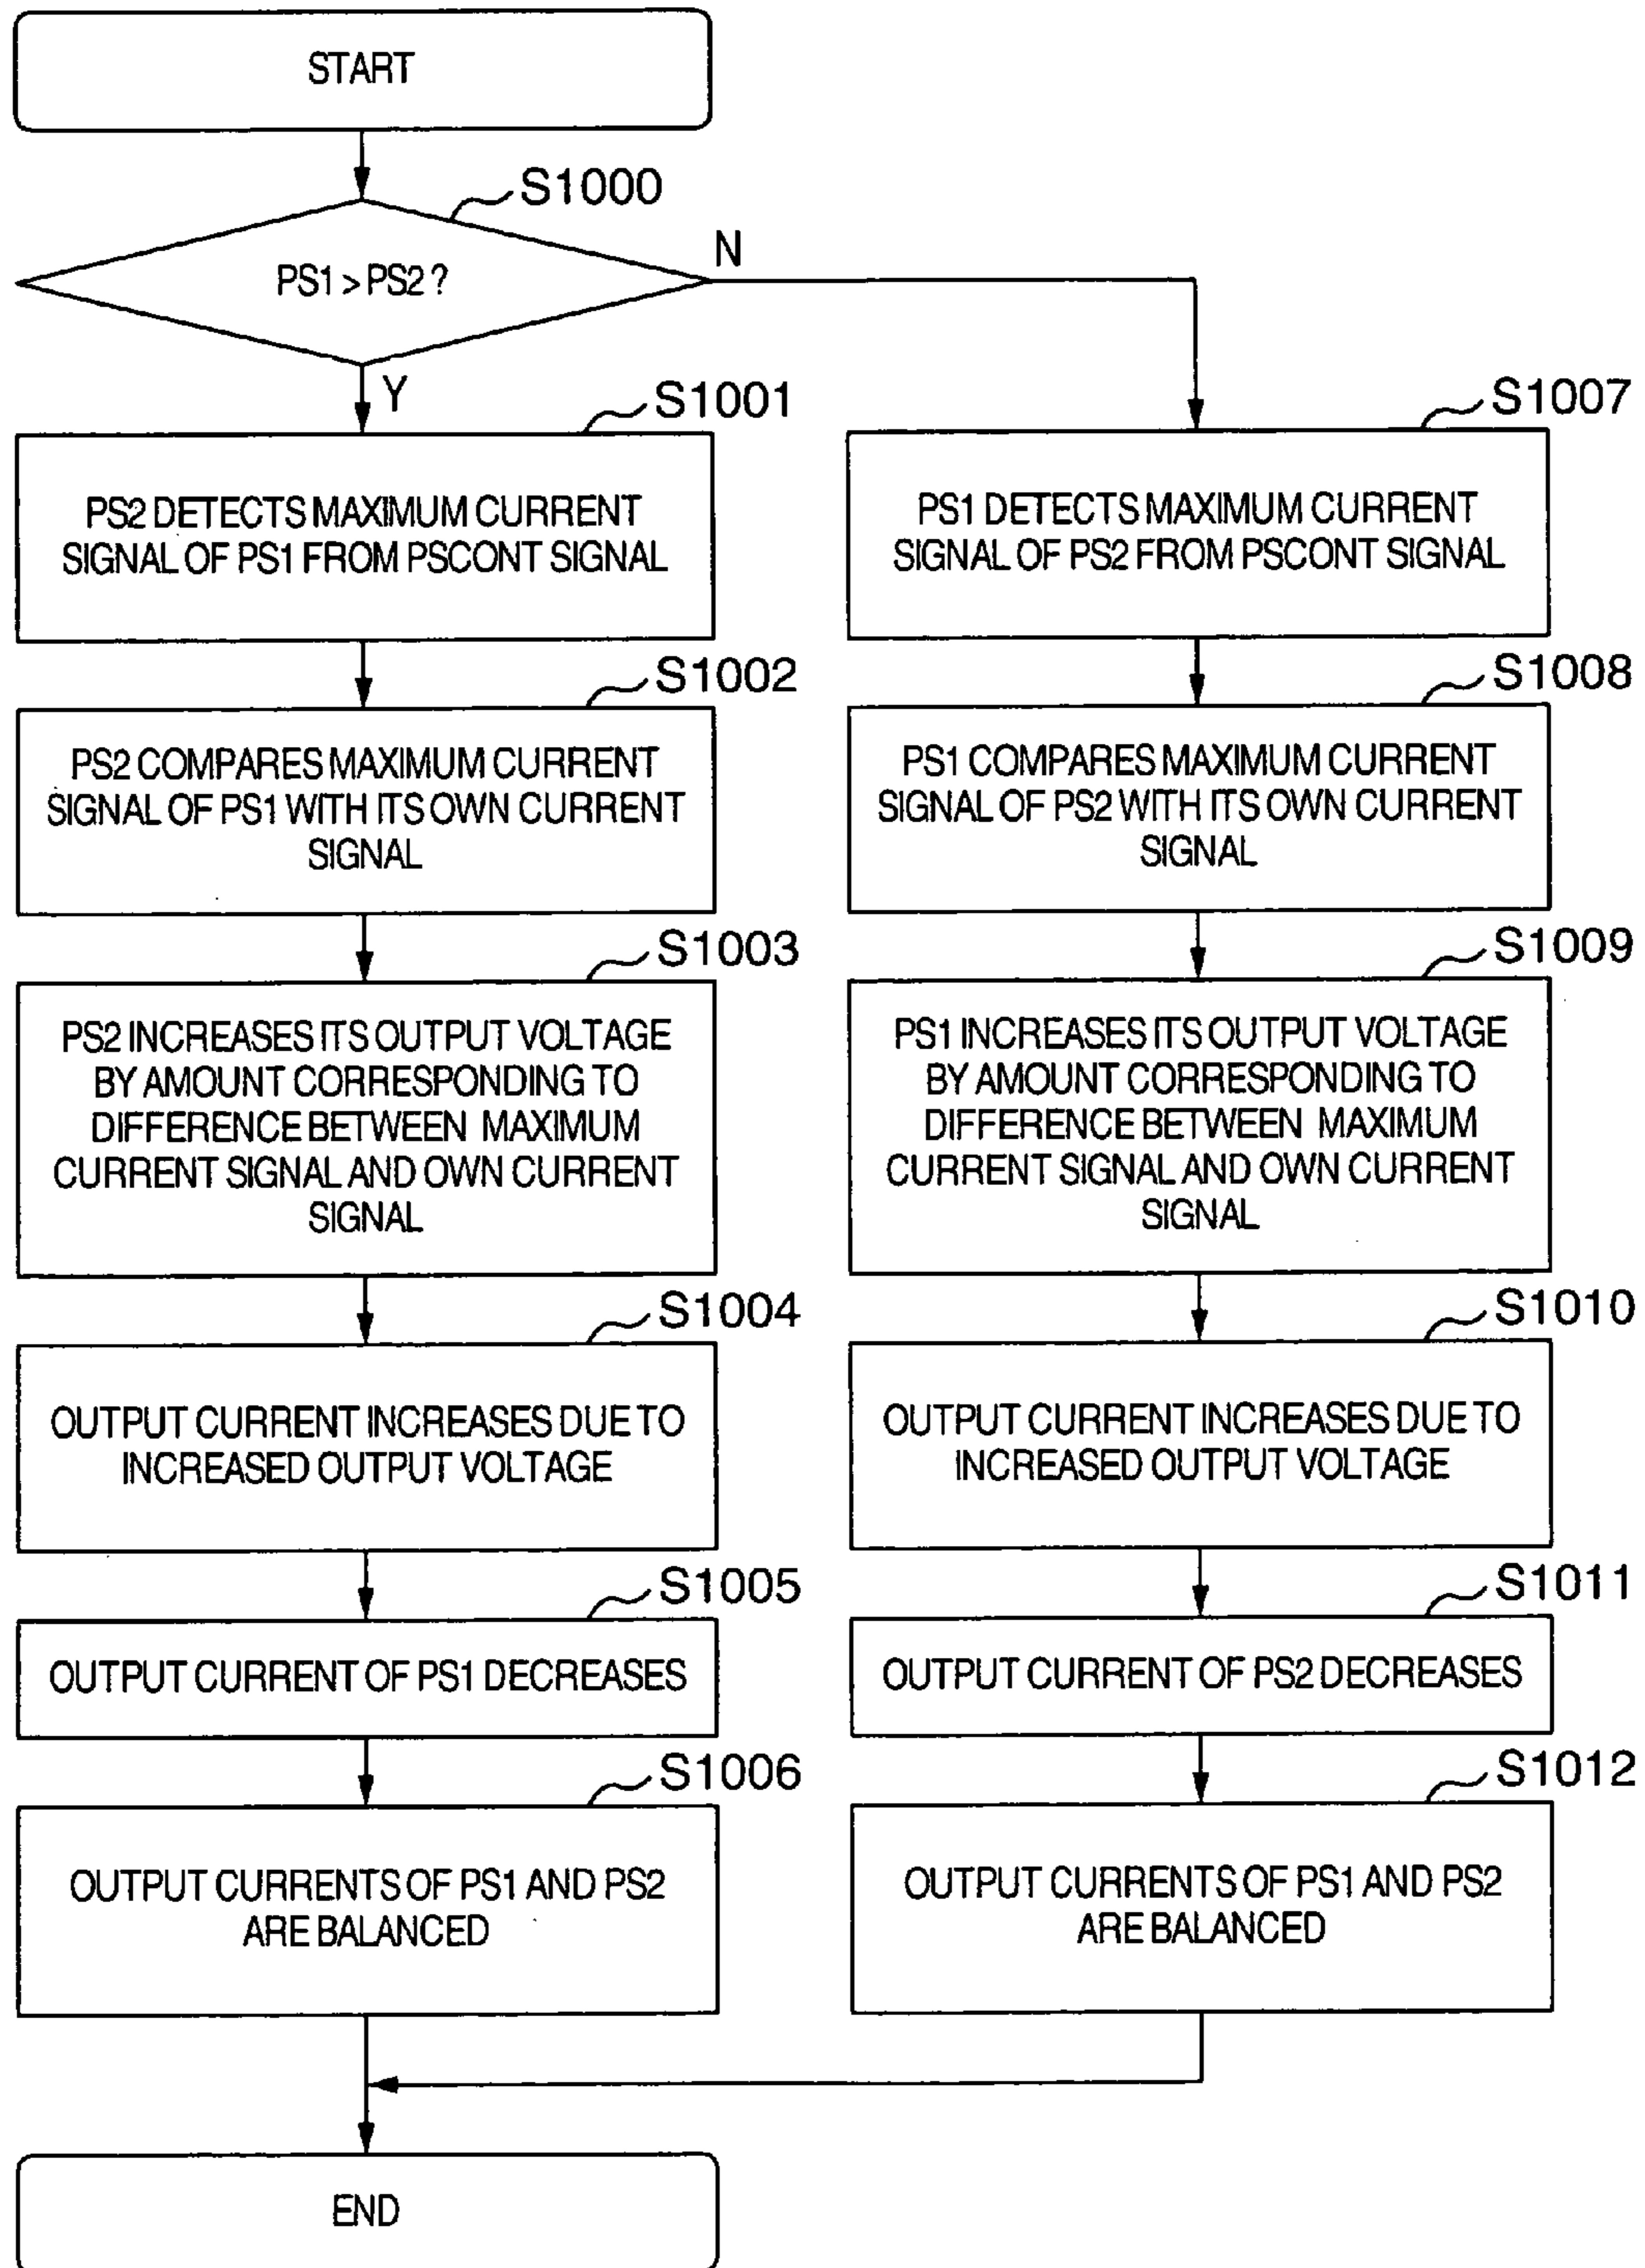 START
S1000
PS1 > PS2 ?
N
Y
S1001
PS2 DETECTS MAXIMUM CURRENT
SIGNAL OF PS1 FROM PSCONT SIGNAL
S1002
PS2 COMPARES MAXIMUM CURRENT
SIGNAL OF PS1 WITH ITS OWN CURRENT
SIGNAL
S1003
PS2 INCREASES ITS OUTPUT VOLTAGE
BY AMOUNT CORRESPONDING TO
DIFFERENCE BETWEEN MAXIMUM
CURRENT SIGNAL AND OWN CURRENT
SIGNAL
S1004
OUTPUT CURRENT INCREASES DUE TO
INCREASED OUTPUT VOLTAGE
S1005
OUTPUT CURRENT OF PS1 DECREASES
S1006
OUTPUT CURRENTS OF PS1 AND PS2
ARE BALANCED
S1007
PS1 DETECTS MAXIMUM CURRENT
SIGNAL OF PS2 FROM PSCONT SIGNAL
S1008
PS1 COMPARES MAXIMUM CURRENT
SIGNAL OF PS2 WITH ITS OWN CURRENT
SIGNAL
S1009
PS1 INCREASES ITS OUTPUT VOLTAGE
BY AMOUNT CORRESPONDING TO
DIFFERENCE BETWEEN MAXIMUM
CURRENT SIGNAL AND OWN CURRENT
SIGNAL
S1010
OUTPUT CURRENT INCREASES DUE TO
INCREASED OUTPUT VOLTAGE
S1011
OUTPUT CURRENT OF PS2 DECREASES
S1012
OUTPUT CURRENTS OF PS1 AND PS2
ARE BALANCED
END